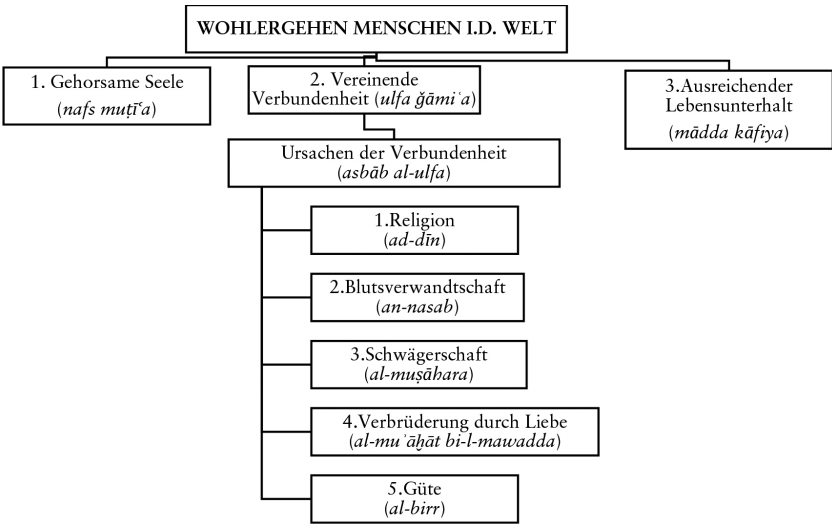 WOHLERGEHEN MENSCHEN I.D. WELT
1. Gehorsame Seele
(nafs muṭīʿa)
2. Vereinende
Verbundenheit (ulfa ǧāmiʿa)
3.Ausreichender
Lebensunterhalt
(mādda kāfiya)
Ursachen der Verbundenheit
(asbāb al-ulfa)
1.Religion
(ad-dīn)
2.Blutsverwandtschaft
(an-nasab)
3.Schwägerschaft
(al-muṣāhara)
4.Verbrüderung durch Liebe
(al-muʾāḫāt bi-l-mawadda)
5.Güte
(al-birr)